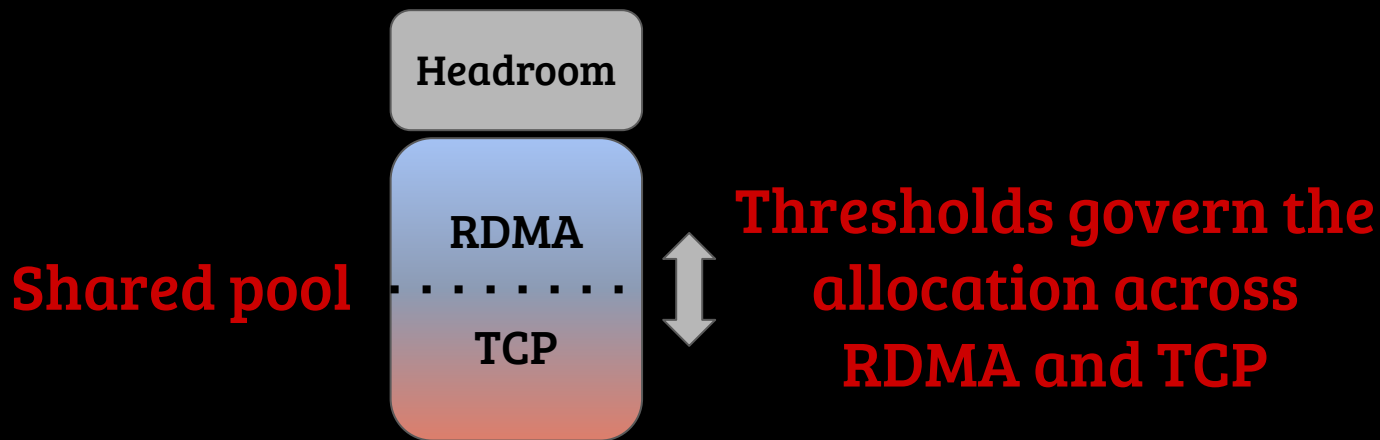 Headroom
RDMA
TCP
Shared pool
Thresholds govern the
allocation across
RDMA and TCP